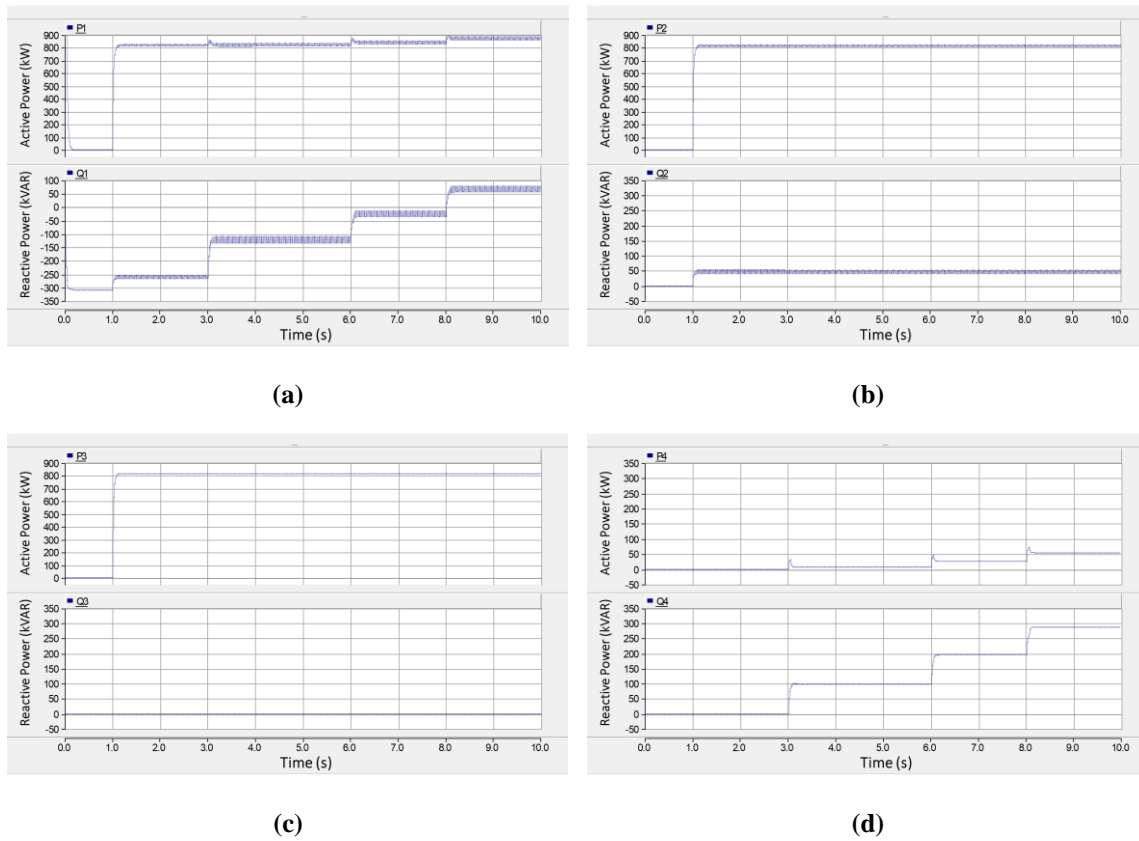 P1
Active Power (kW)
900
800
700
600
500
400
300
200
100
0
Q1
Reactive Power (kVAR)
100
50
0
-50
-100
-150
-200
-250
-300
-350
0.0 1.0 2.0 3.0 4.0 5.0 6.0 7.0 8.0 9.0 10.0
Time (s)
(a)
P2
Active Power (kW)
900
800
700
600
500
400
300
200
100
0
Q2
Reactive Power (kVAR)
350
300
250
200
150
100
50
0
-50
0.0 1.0 2.0 3.0 4.0 5.0 6.0 7.0 8.0 9.0 10.0
Time (s)
(b)
P3
Active Power (kW)
900
800
700
600
500
400
300
200
100
0
Q3
Reactive Power (kVAR)
350
300
250
200
150
100
50
0
-50
0.0 1.0 2.0 3.0 4.0 5.0 6.0 7.0 8.0 9.0 10.0
Time (s)
(c)
P4
Active Power (kW)
350
300
250
200
150
100
50
0
-50
Q4
Reactive Power (kVAR)
350
300
250
200
150
100
50
0
-50
0.0 1.0 2.0 3.0 4.0 5.0 6.0 7.0 8.0 9.0 10.0
Time (s)
(d)